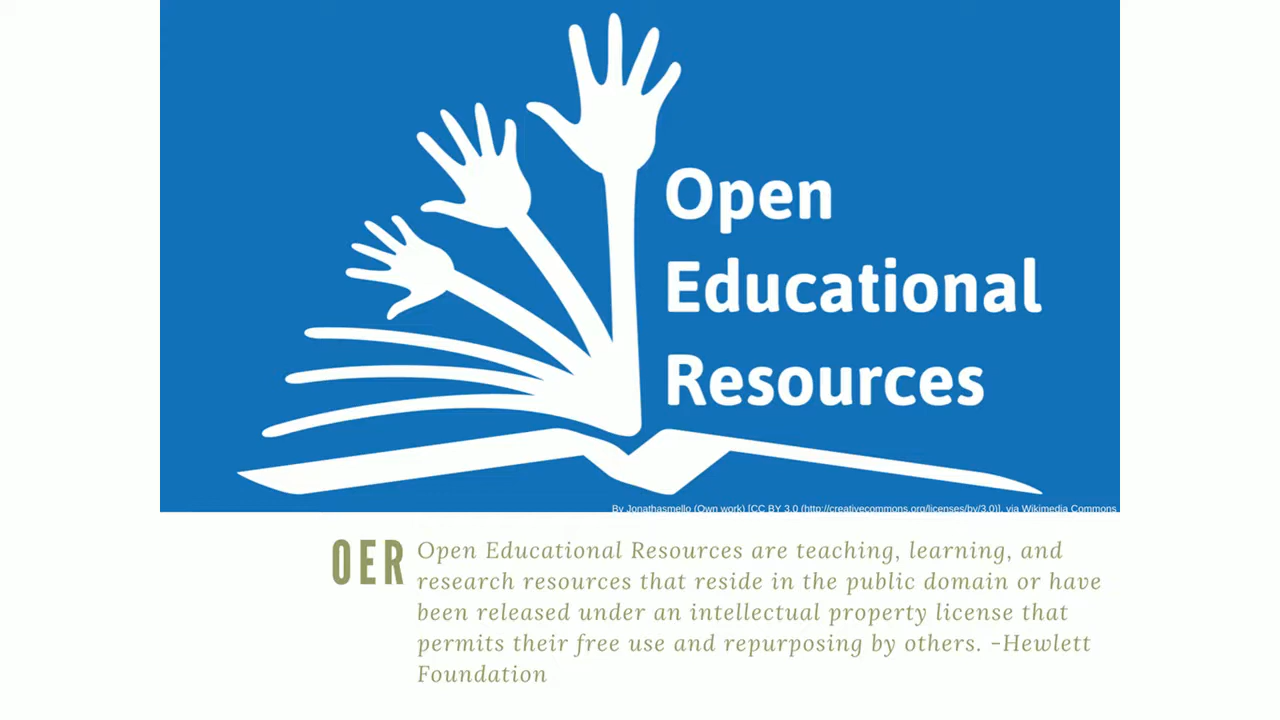 Open
Educational
Resources
By Jonathasmello (Own work) [CC BY 3.0 (http://creativecommons.org/licenses/by/3.0)], via Wikimedia Commons
OER
Open Educational Resources are teaching, learning, and
research resources that reside in the public domain or have
been released under an intellectual property license that
permits their free use and repurposing by others. -Hewlett
Foundation